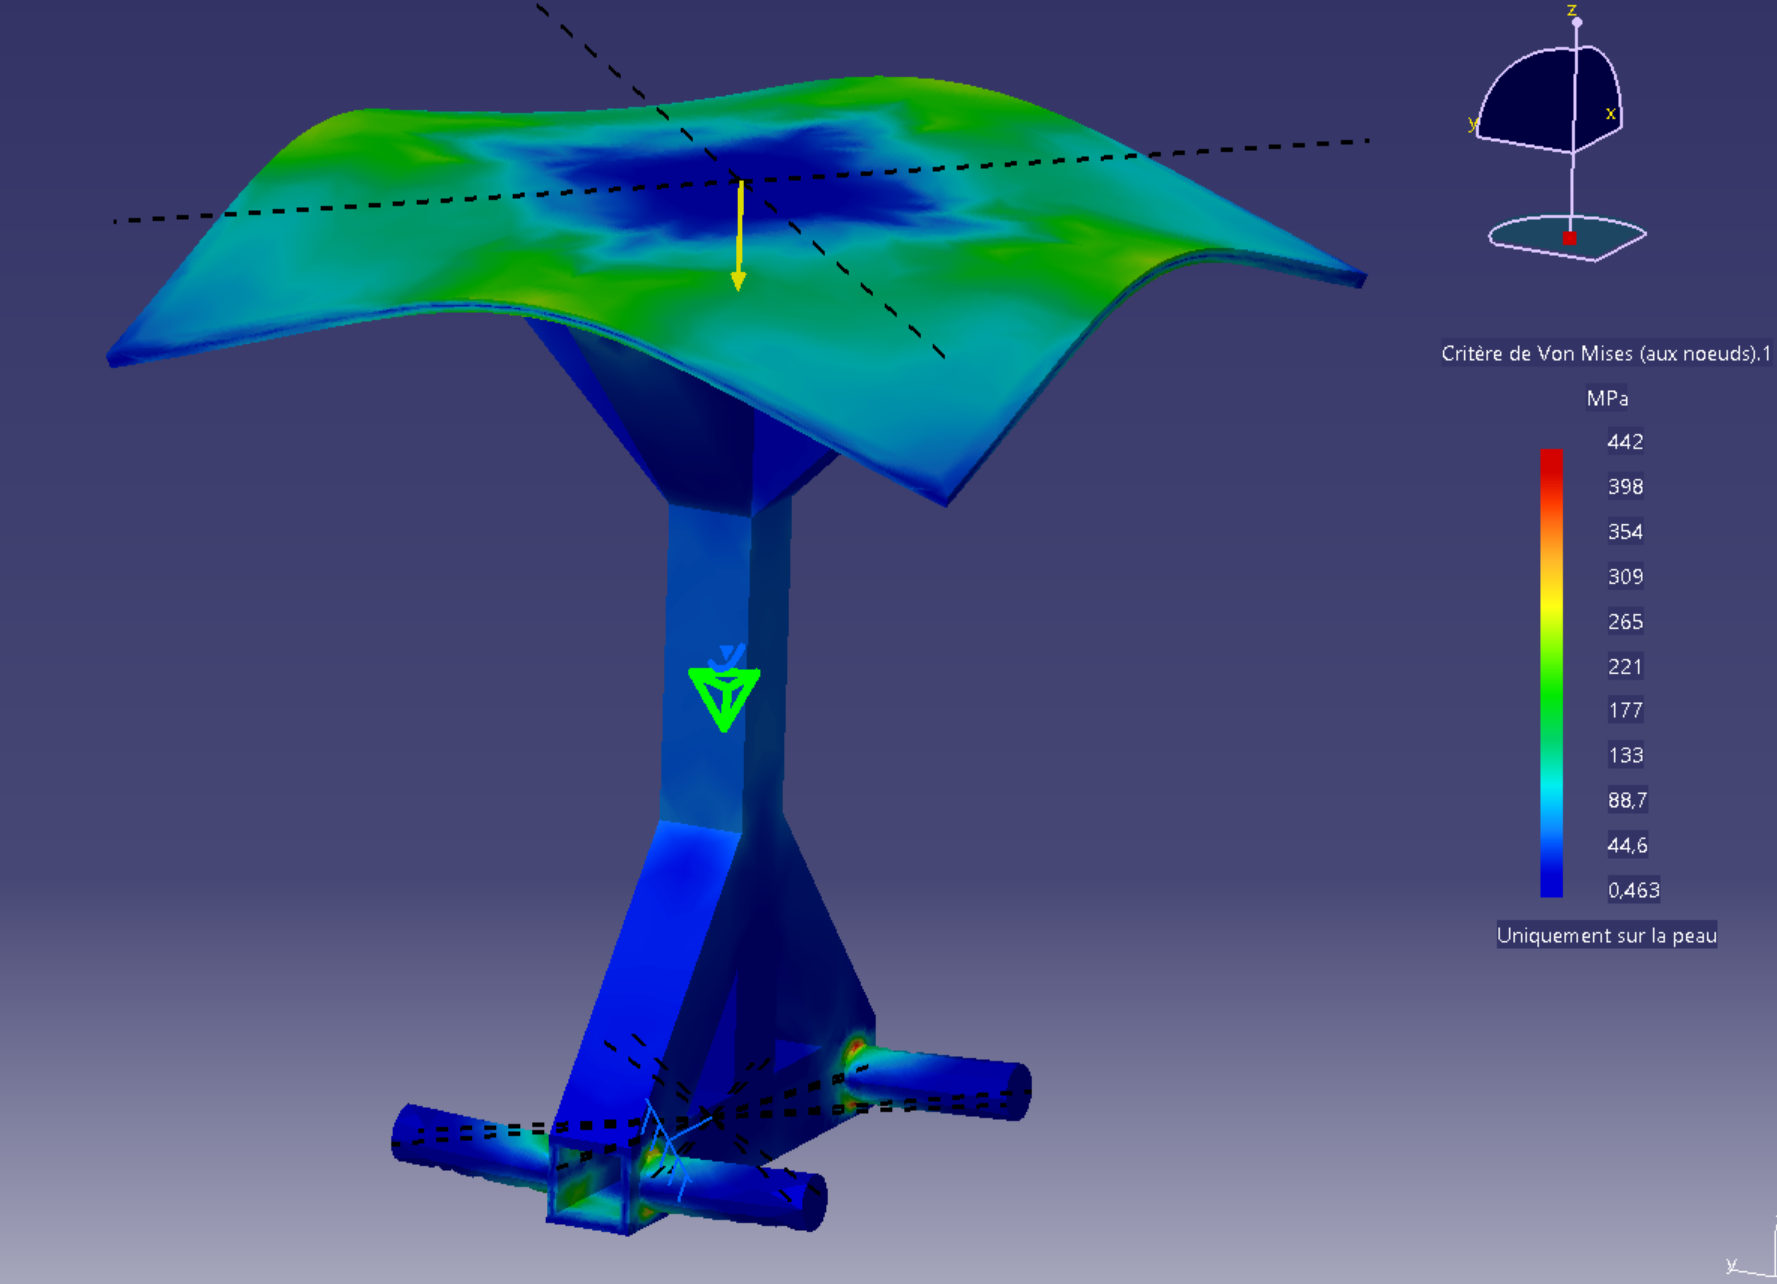 z
x
y
Critère de Von Mises (aux noeuds).1
MPa
442
398
354
309
265
221
177
133
88,7
44,6
0,463
Uniquement sur la peau
y